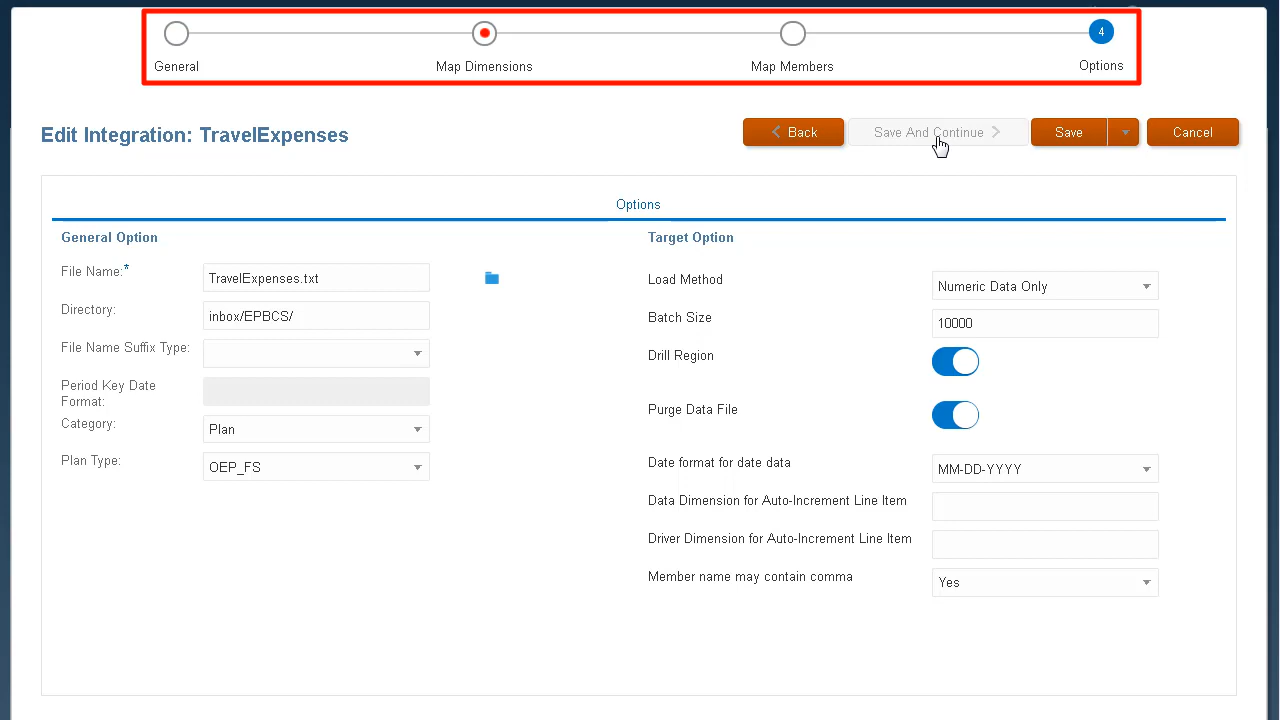 4
General
Map Dimensions
Map Members
Options
Edit Integration: TravelExpenses
Back
Save And Continue
Save
Cancel
Options
General Option
Target Option
File Name:*
TravelExpenses.txt
Directory:
inbox/EPBCS/
File Name Suffix Type:
Period Key Date
Format:
Category:
Plan
Plan Type:
OEP_FS
Load Method
Numeric Data Only
Batch Size
10000
Drill Region
Purge Data File
Date format for date data
MM-DD-YYYY
Data Dimension for Auto-Increment Line Item
Driver Dimension for Auto-Increment Line Item
Member name may contain comma
Yes